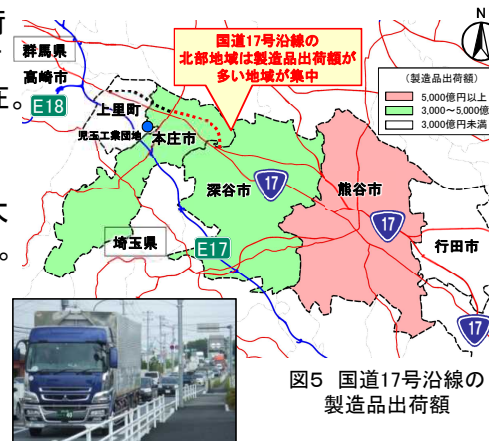 街
在。
大
。
国道17号沿線の
北部地域は製造品出荷額が
多い地域が集中
N
群馬県
高崎市
E18
(製造品出荷額)
5,000億円以上
3,000～5,000億
3,000億円未満
上里町
児玉工業団地
本庄市
深谷市
17
熊谷市
17
埼玉県
E17
行田市
17
図5 国道17号沿線の
製造品出荷額